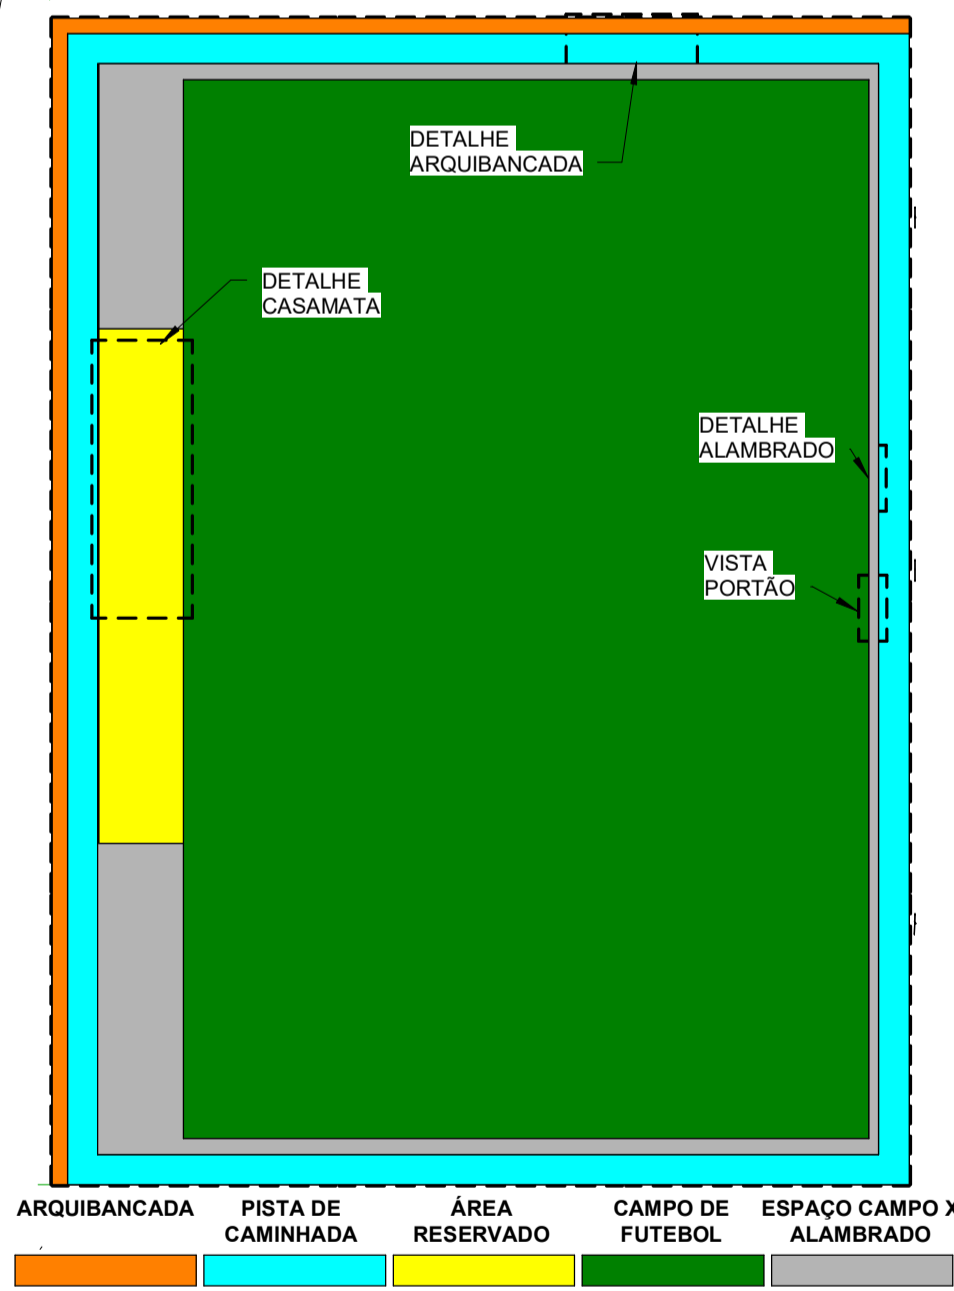 DETALHE
ARQUIBANCADA
DETALHE
CASAMATA
DETALHE
ALAMBRADO
VISTA
PORTÃO
ARQUIBANCADA
PISTA DE
CAMINHADA
ÁREA
RESERVADO
CAMPO DE
FUTEBOL
ESPAÇO CAMPO X
ALAMBRADO